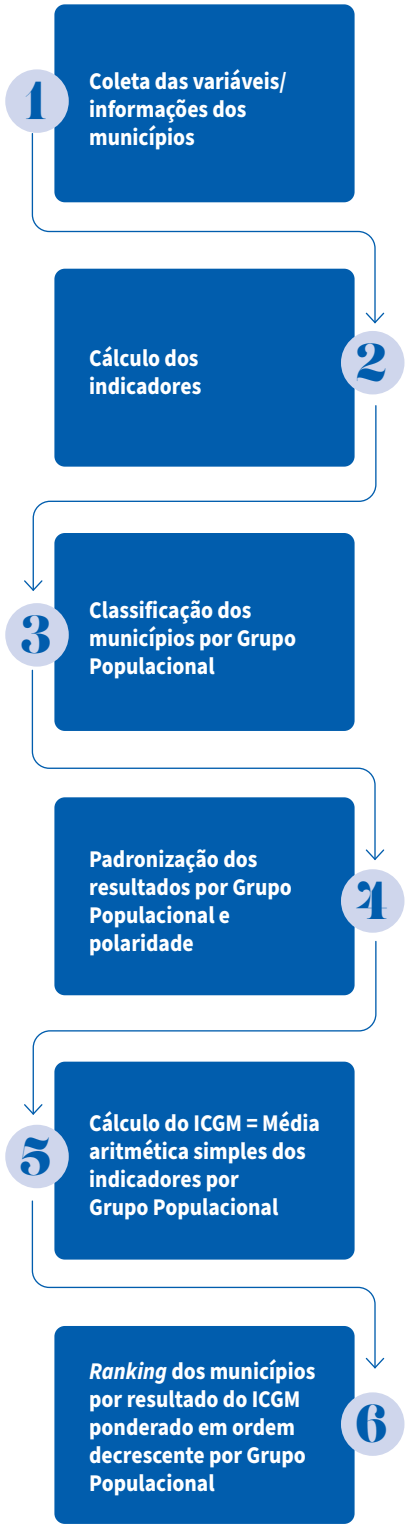 1
Coleta das variáveis/
informações dos
municípios
2
Cálculo dos
indicadores
3
Classificação dos
municípios por Grupo
Populacional
4
Padronização dos
resultados por Grupo
Populacional e
polaridade
5
Cálculo do ICGM = Média
aritmética simples dos
indicadores por
Grupo Populacional
6
Ranking dos municípios
por resultado do ICGM
ponderado em ordem
decrescente por Grupo
Populacional